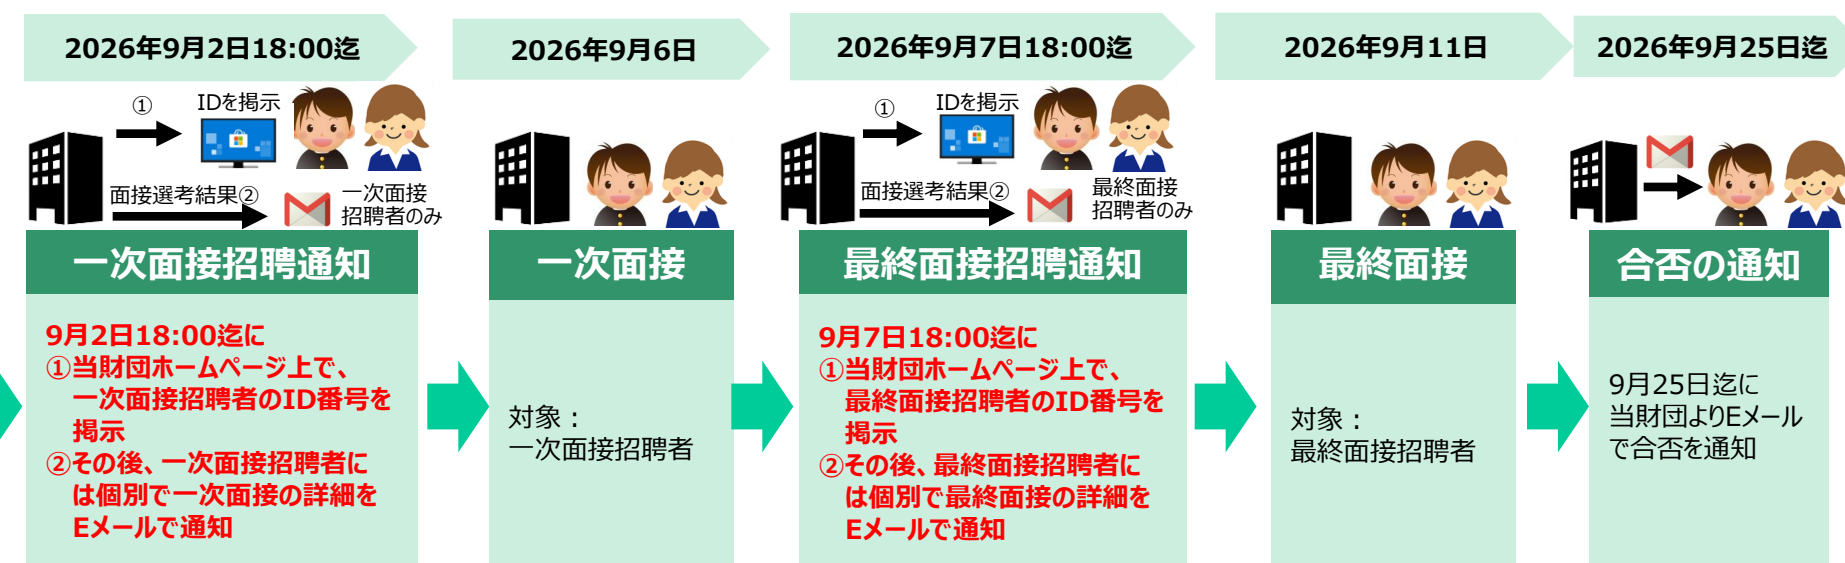 2026年9月2日18:00迄
2026年9月6日
2026年9月7日18:00迄
2026年9月11日
2026年9月25日迄
①
IDを掲示
面接選考結果②
一次面接
招聘者のみ
①
IDを掲示
面接選考結果②
最終面接
招聘者のみ
一次面接招聘通知
9月2日18:00迄に
①当財団ホームページ上で、
一次面接招聘者のID番号を
掲示
②その後、一次面接招聘者に
は個別で一次面接の詳細を
Eメールで通知
一次面接
対象：
一次面接招聘者
最終面接招聘通知
9月7日18:00迄に
①当財団ホームページ上で、
最終面接招聘者のID番号を
掲示
②その後、最終面接招聘者に
は個別で最終面接の詳細を
Eメールで通知
最終面接
対象：
最終面接招聘者
合否の通知
9月25日迄に
当財団よりEメール
で合否を通知